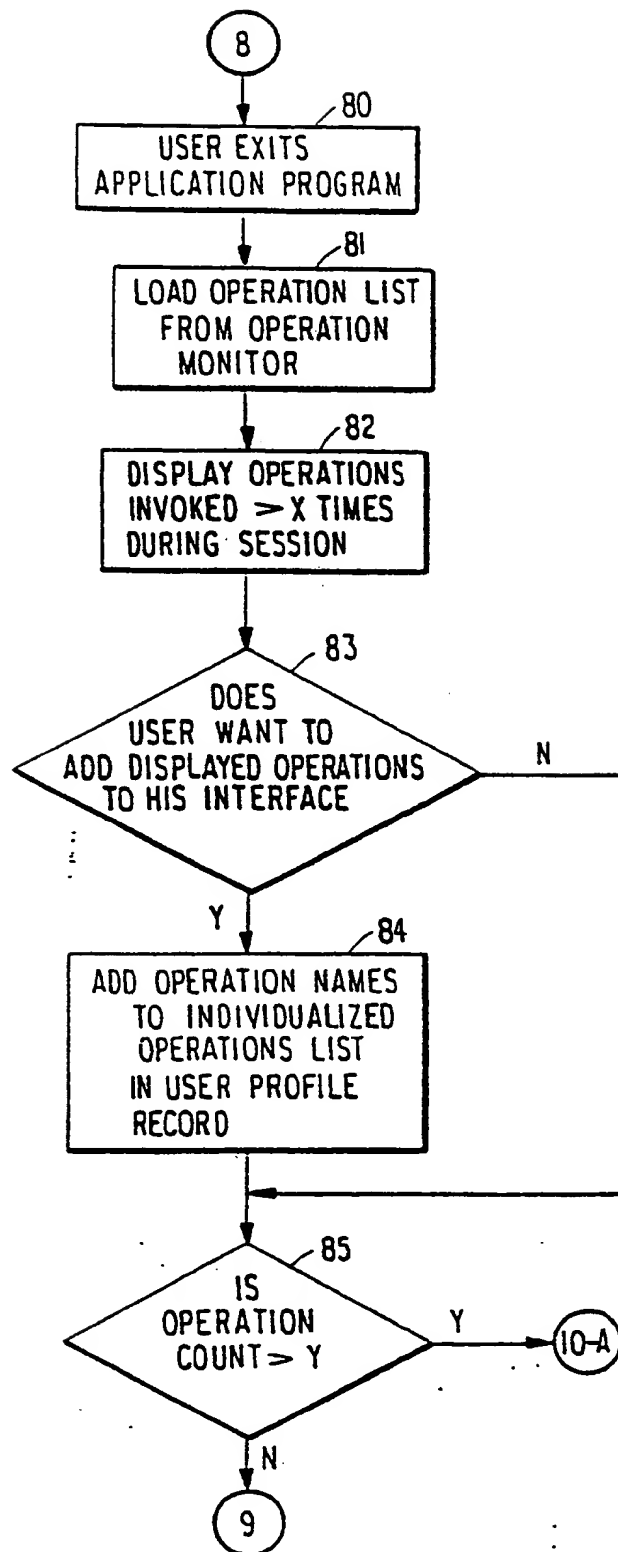 8
80
USER EXITS
APPLICATION PROGRAM
81
LOAD OPERATION LIST
FROM OPERATION
MONITOR
82
DISPLAY OPERATIONS
INVOKED > X TIMES
DURING SESSION
83
DOES
USER WANT TO
ADD DISPLAYED OPERATIONS
TO HIS INTERFACE
N
Y
84
ADD OPERATION NAMES
TO INDIVIDUALIZED
OPERATIONS LIST
IN USER PROFILE
RECORD
85
IS
OPERATION
COUNT > Y
Y
10-A
N
9